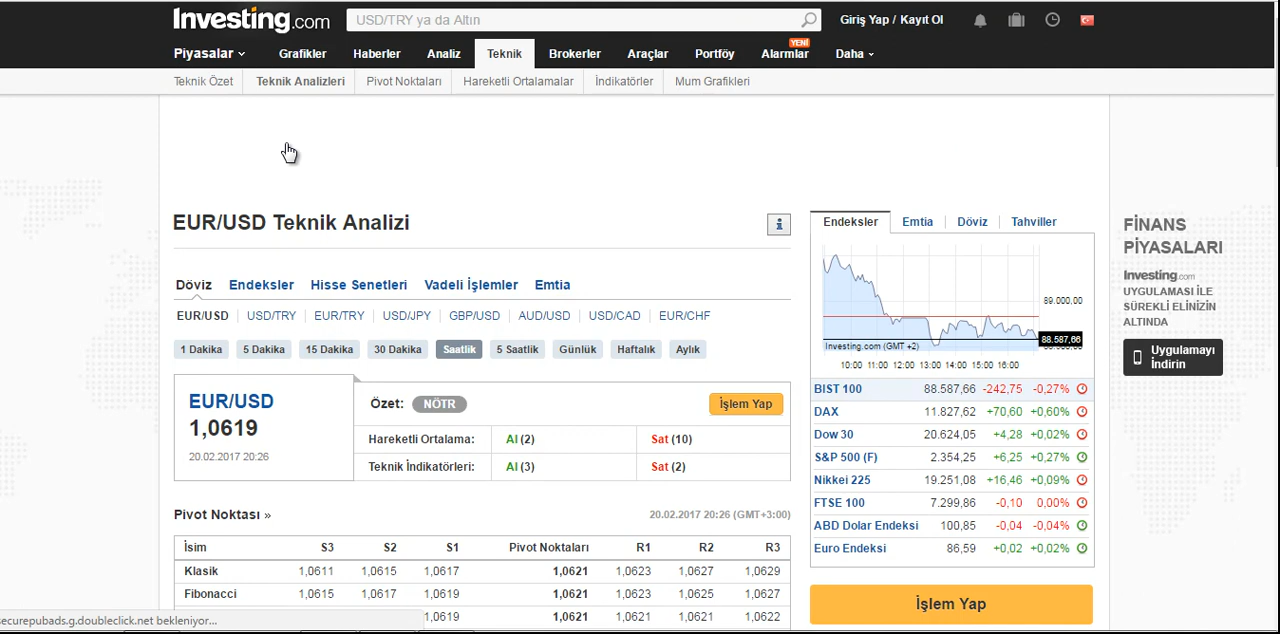 Investing.com USD/TRY ya da Altın Giriş Yap / Kayıt Ol
YENİ
Piyasalar Grafikler Haberler Analiz Teknik Brokerler Araçlar Portföy Alarmlar Daha
Teknik Özet Teknik Analizleri Pivot Noktaları Hareketli Ortalamalar İndikatörler Mum Grafikleri
EUR/USD Teknik Analizi
i
Döviz Endeksler Hisse Senetleri Vadeli İşlemler Emtia
EUR/USD USD/TRY EUR/TRY USD/JPY GBP/USD AUD/USD USD/CAD EUR/CHF
1 Dakika 5 Dakika 15 Dakika 30 Dakika Saatlik 5 Saatlik Günlük Haftalık Aylık
EUR/USD
1,0619
20.02.2017 20:26
Özet: NÖTR İşlem Yap
Hareketli Ortalama: Al (2) Sat (10)
Teknik İndikatörleri: Al (3) Sat (2)
Pivot Noktası » 20.02.2017 20:26 (GMT+3:00)
İsim S3 S2 S1 Pivot Noktaları R1 R2 R3
Klasik 1,0611 1,0615 1,0617 1,0621 1,0623 1,0627 1,0629
Fibonacci 1,0615 1,0617 1,0619 1,0621 1,0623 1,0625 1,0627
1,0619 1,0621 1,0621 1,0621 1,0622
securepubads.g.doubleclick.net bekleniyor...
Endeksler Emtia Döviz Tahviller
89.000,00
88.587,66
Investing.com (GMT +2)
10:00 11:00 12:00 13:00 14:00 15:00 16:00
BIST 100 88.587,66 -242,75 -0,27%
DAX 11.827,62 +70,60 +0,60%
Dow 30 20.624,05 +4,28 +0,02%
S&P 500 (F) 2.354,25 +6,25 +0,27%
Nikkei 225 19.251,08 +16,46 +0,09%
FTSE 100 7.299,86 -0,10 0,00%
ABD Dolar Endeksi 100,85 -0,04 -0,04%
Euro Endeksi 86,59 +0,02 +0,02%
İşlem Yap
FİNANS
PİYASALARI
Investing.com
UYGULAMASI İLE
SÜREKLİ ELİNİZİN
ALTINDA
Uygulamayı
İndirin